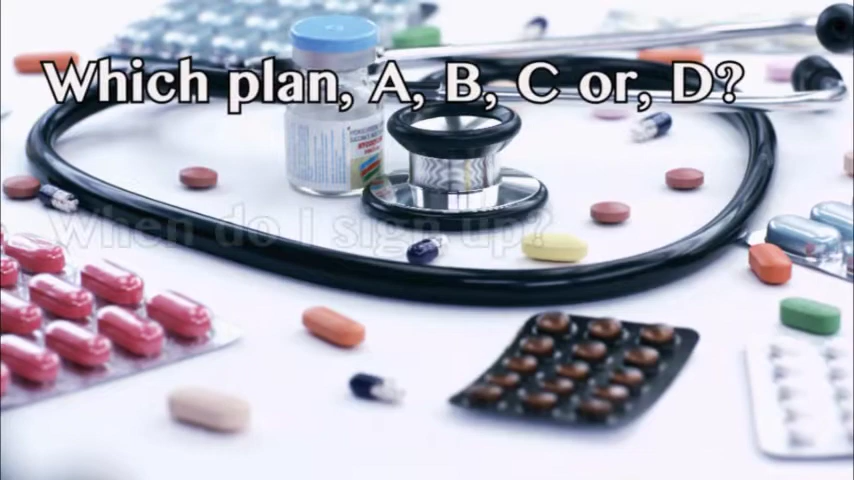 Which plan, A, B, C or, D?
When do I sign up?